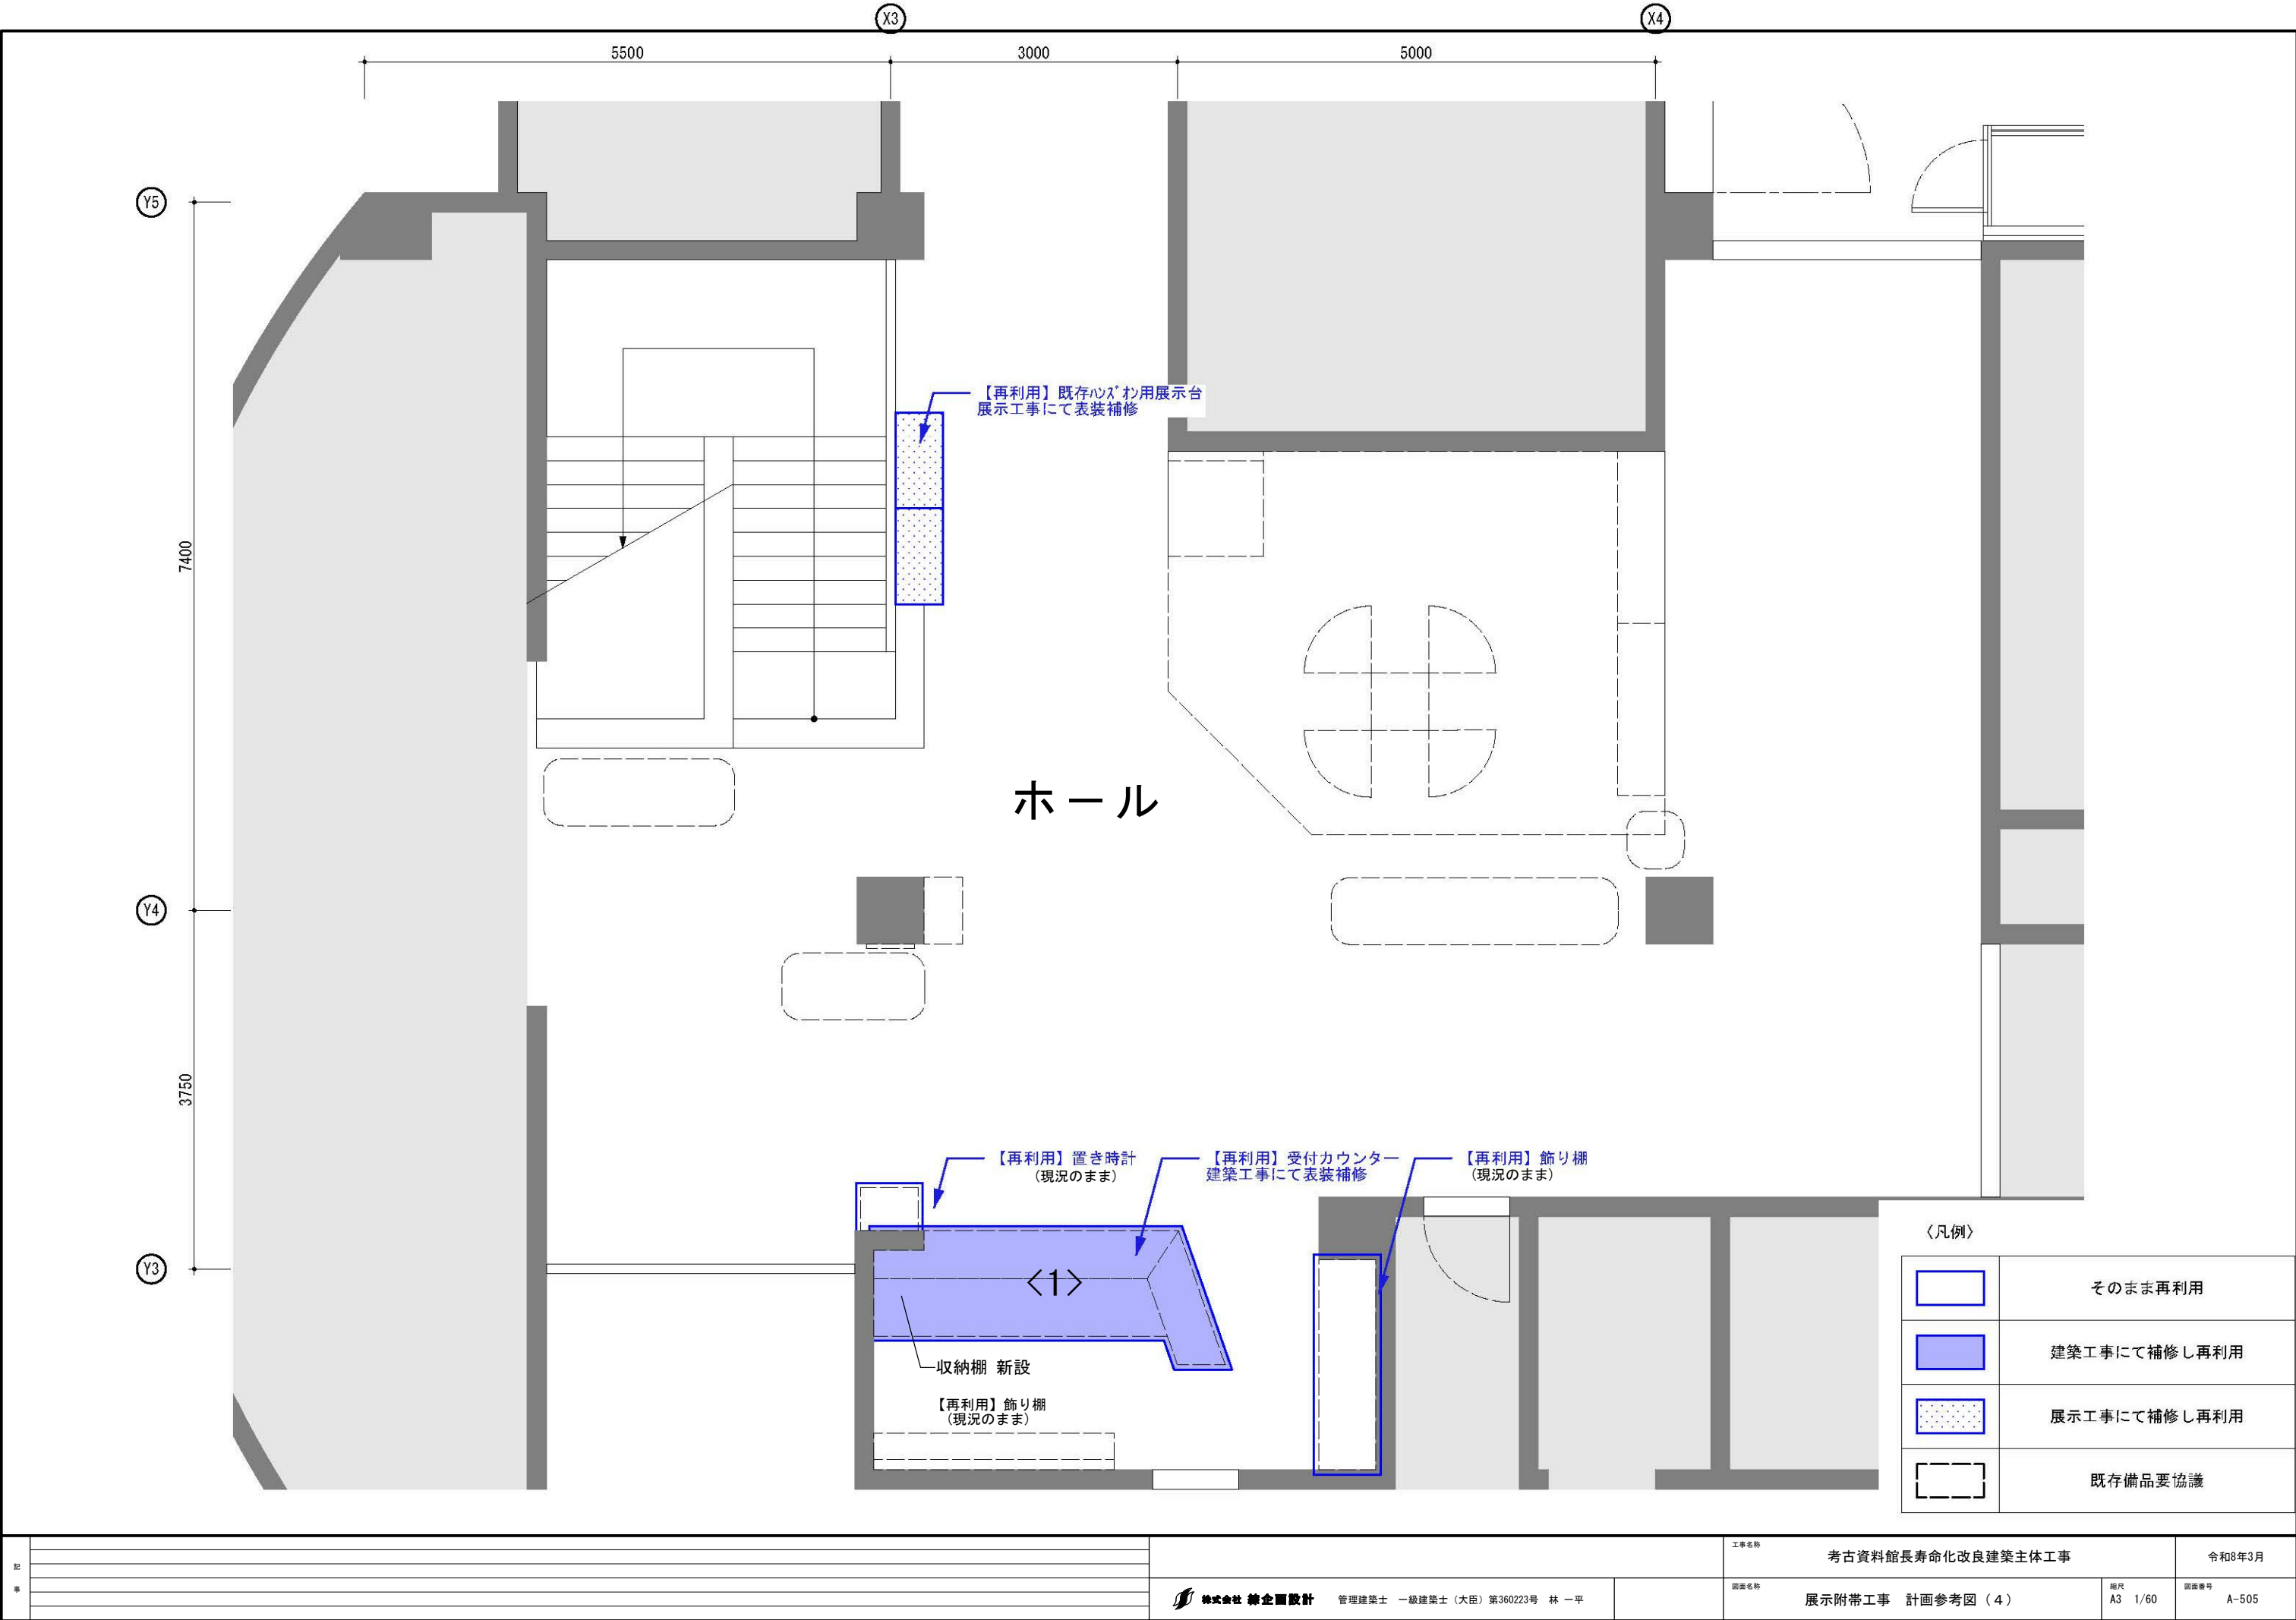 X3
X4
5500
3000
5000
Y5
7400
Y4
3750
Y3
【再利用】既存ﾊﾝｽﾞｵﾝ用展示台
展示工事にて表装補修
ホール
【再利用】置き時計
(現況のまま)
【再利用】受付カウンター
建築工事にて表装補修
【再利用】飾り棚
(現況のまま)
<1>
収納棚 新設
【再利用】飾り棚
(現況のまま)
〈凡例〉
そのまま再利用
建築工事にて補修し再利用
展示工事にて補修し再利用
既存備品要協議
記事
株式会社 綜企画設計
管理建築士 一級建築士（大臣）第360223号 林 一平
工事名称
考古資料館長寿命化改良建築主体工事
令和8年3月
図面名称
展示附帯工事 計画参考図（４）
縮尺
A3 1/60
図面番号
A-505